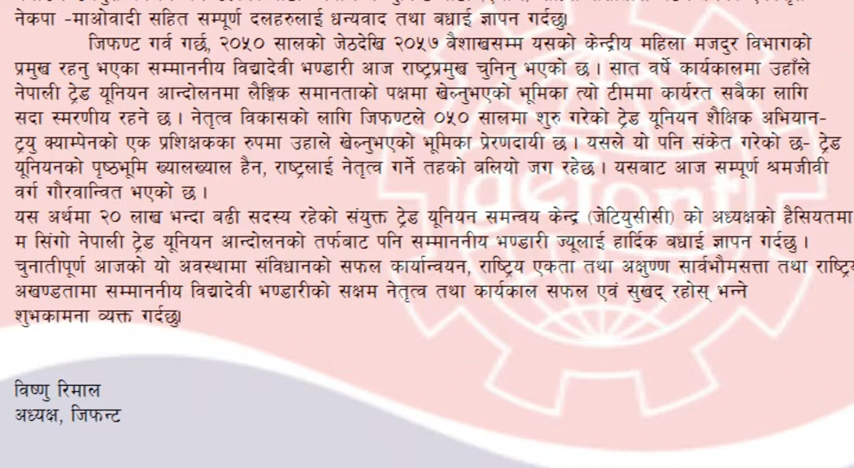 नेकपा -माओवादी सहित सम्पूर्ण दलहरुलाई धन्यवाद तथा बधाई ज्ञापन गर्दछु।
जिफण्ट गर्व गर्छ, २०५० सालको जेठदेखि २०५७ बैशाखसम्म यसको केन्द्रीय महिला मजदुर विभागको
प्रमुख रहनु भएका सम्माननीय विद्यादेवी भण्डारी आज राष्ट्रप्रमुख चुनिनु भएको छ । सात वर्षे कार्यकालमा उहाँले
नेपाली ट्रेड यूनियन आन्दोलनमा लैङ्गिक समानताको पक्षमा खेल्नुभएको भूमिका त्यो टीममा कार्यरत सबैका लागि
सदा स्मरणीय रहने छ । नेतृत्व विकासको लागि जिफण्टले ०५० सालमा शुरु गरेको ट्रेड यूनियन शैक्षिक अभियान-
ट्रयु क्याम्पेनको एक प्रशिक्षकका रुपमा उहाले खेल्नुभएको भूमिका प्रेरणदायी छ । यसले यो पनि संकेत गरेको छ- ट्रेड
यूनियनको पृष्ठभूमि ख्यालख्याल हैन, राष्ट्रलाई नेतृत्व गर्ने तहको बलियो जग रहेछ । यसवाट आज सम्पूर्ण श्रमजीवी
वर्ग गौरवान्वित भएको छ ।
यस अर्थमा २० लाख भन्दा बढी सदस्य रहेको संयुक्त ट्रेड यूनियन समन्वय केन्द्र (जेटियुसीसी) को अध्यक्षको हैसियतमा
म सिंगो नेपाली ट्रेड यूनियन आन्दोलनको तर्फबाट पनि सम्माननीय भण्डारी ज्यूलाई हार्दिक बधाई ज्ञापन गर्दछु ।
चुनातीपूर्ण आजको यो अवस्थामा संविधानको सफल कार्यान्वयन, राष्ट्रिय एकता तथा अक्षुण्ण सार्वभौमसत्ता तथा राष्ट्रिय
अखण्डतामा सम्माननीय विद्यादेवी भण्डारीको सक्षम नेतृत्व तथा कार्यकाल सफल एवं सुखद् रहोस् भन्ने
शुभकामना व्यक्त गर्दछु।
gefont
विष्णु रिमाल
अध्यक्ष, जिफन्ट